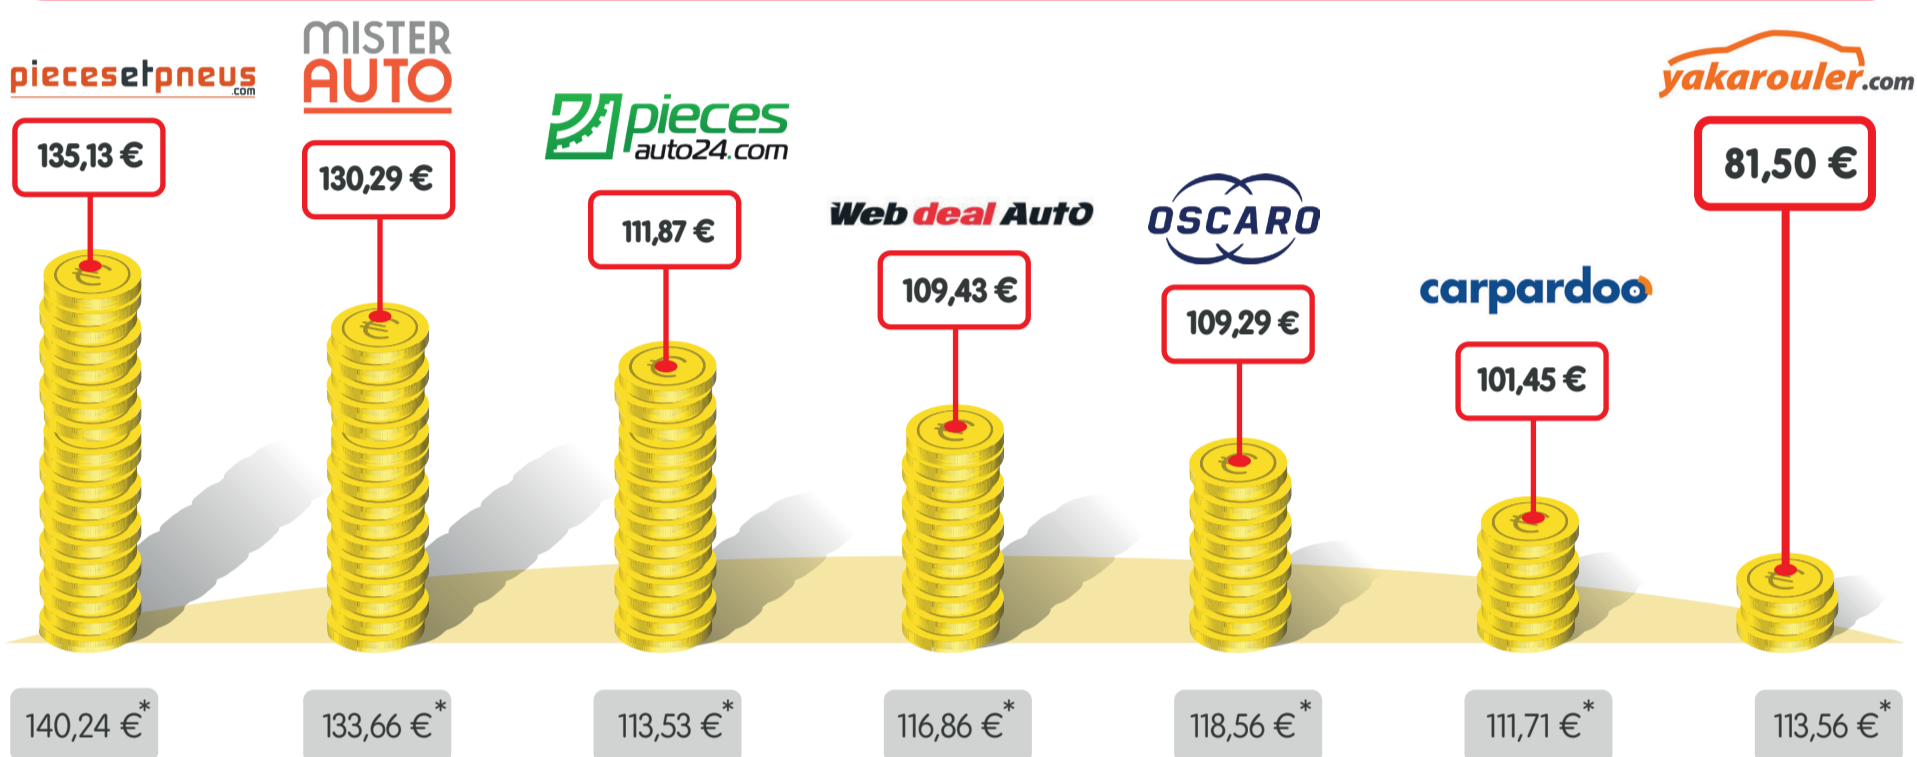 piecesetpneus
.com
135,13 €
MISTER
AUTO
130,29 €
pieces
auto24.com
111,87 €
Web deal Auto
109,43 €
OSCARO
109,29 €
carpardoo
101,45 €
yakarouler.com
81,50 €
140,24 €*
133,66 €*
113,53 €*
116,86 €*
118,56 €*
111,71 €*
113,56 €*